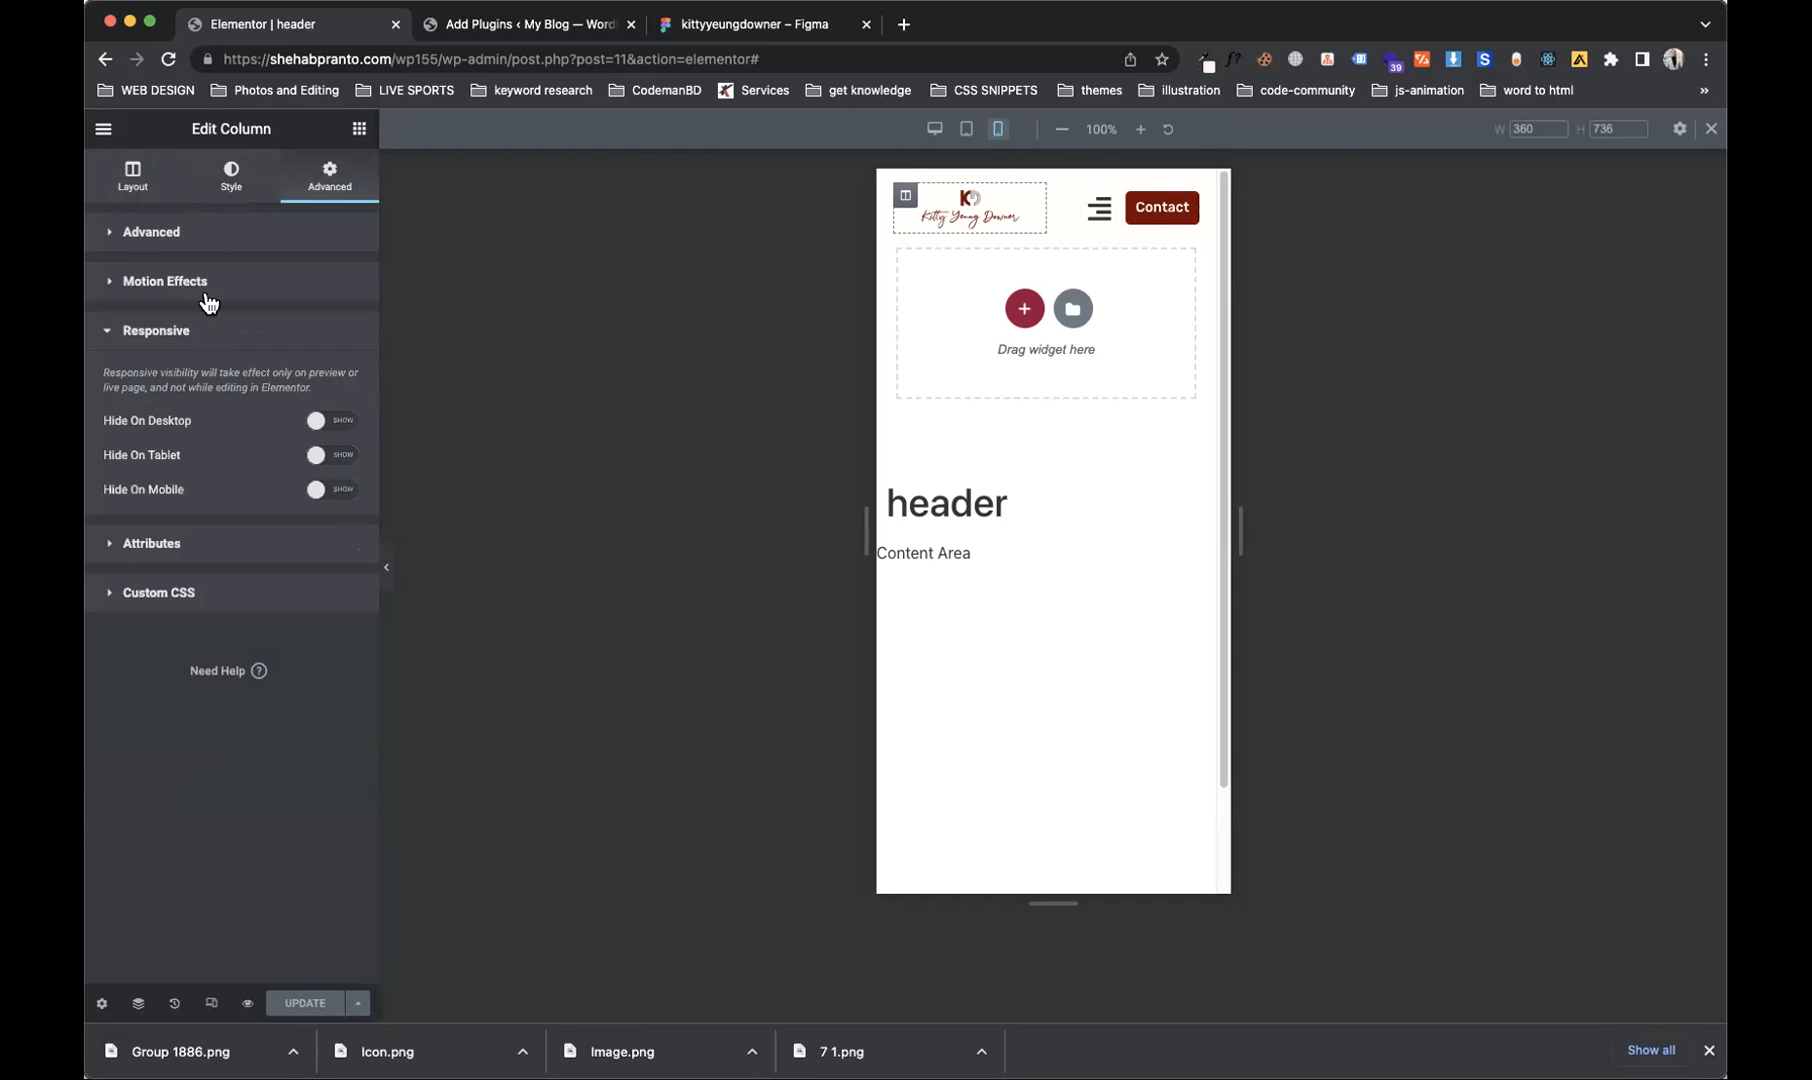 Elementor | header
Add Plugins ‹ My Blog — Word
kittyyeungdowner – Figma
https://shehabpranto.com/wp155/wp-admin/post.php?post=11&action=elementor#
39
WEB DESIGN
Photos and Editing
LIVE SPORTS
keyword research
CodemanBD
Services
get knowledge
CSS SNIPPETS
themes
illustration
code-community
js-animation
word to html
»
Edit Column
100%
W 360
H 736
Layout
Style
Advanced
Kitty Yeung Downer
Contact
Advanced
Motion Effects
Responsive
Drag widget here
Responsive visibility will take effect only on preview or
live page, and not while editing in Elementor.
Hide On Desktop
SHOW
Hide On Tablet
SHOW
Hide On Mobile
SHOW
header
Content Area
Attributes
Custom CSS
Need Help ?
UPDATE
Group 1886.png
Icon.png
Image.png
7 1.png
Show all